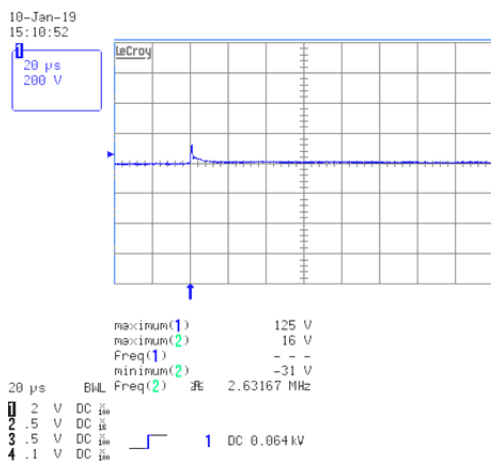 10-Jan-19
15:10:52
1
20 µs
200 V
LeCroy
maximum(1) 125 V
maximum(2) 16 V
freq(1) - - -
minimum(2) -31 V
freq(2) 2.63167 MHz
20 µs BWL
1 2 V DC
2 .5 V DC
3 .5 V DC
4 .1 V DC
1 DC 0.064kV